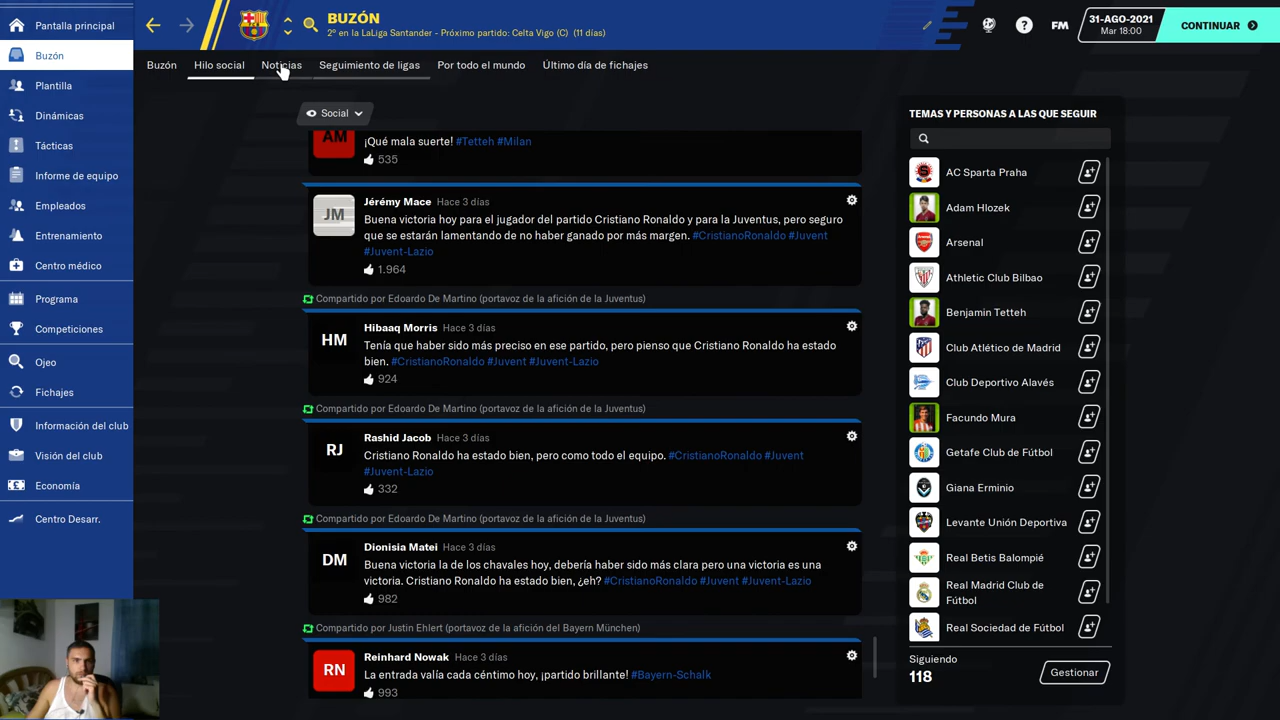 Pantalla principal
BUZÓN
2º en la LaLiga Santander - Próximo partido: Celta Vigo (C) (11 días)
FM
31-AGO-2021
Mar 18:00
CONTINUAR
Buzón
Buzón
Hilo social
Noticias
Seguimiento de ligas
Por todo el mundo
Último día de fichajes
Plantilla
Dinámicas
Tácticas
Informe de equipo
Empleados
Entrenamiento
Centro médico
Programa
Competiciones
Ojeo
Fichajes
Información del club
Visión del club
Economía
Centro Desarr.
Social
AM
¡Qué mala suerte! #Tetteh #Milan
535
JM
Jérémy Mace Hace 3 días
Buena victoria hoy para el jugador del partido Cristiano Ronaldo y para la Juventus, pero seguro
que se estarán lamentando de no haber ganado por más margen. #CristianoRonaldo #Juvent
#Juvent-Lazio
1.964
Compartido por Edoardo De Martino (portavoz de la afición de la Juventus)
HM
Hibaaq Morris Hace 3 días
Tenía que haber sido más preciso en ese partido, pero pienso que Cristiano Ronaldo ha estado
bien. #CristianoRonaldo #Juvent #Juvent-Lazio
924
Compartido por Edoardo De Martino (portavoz de la afición de la Juventus)
RJ
Rashid Jacob Hace 3 días
Cristiano Ronaldo ha estado bien, pero como todo el equipo. #CristianoRonaldo #Juvent
#Juvent-Lazio
332
Compartido por Edoardo De Martino (portavoz de la afición de la Juventus)
DM
Dionisia Matei Hace 3 días
Buena victoria la de los chavales hoy, debería haber sido más clara pero una victoria es una
victoria. Cristiano Ronaldo ha estado bien, ¿eh? #CristianoRonaldo #Juvent #Juvent-Lazio
982
Compartido por Justin Ehlert (portavoz de la afición del Bayern München)
RN
Reinhard Nowak Hace 3 días
La entrada valía cada céntimo hoy, ¡partido brillante! #Bayern-Schalk
993
TEMAS Y PERSONAS A LAS QUE SEGUIR
AC Sparta Praha
Adam Hlozek
Arsenal
Athletic Club Bilbao
Benjamin Tetteh
Club Atlético de Madrid
Club Deportivo Alavés
Facundo Mura
Getafe Club de Fútbol
Giana Erminio
Levante Unión Deportiva
Real Betis Balompié
Real Madrid Club de
Fútbol
Real Sociedad de Fútbol
Siguiendo
118
Gestionar